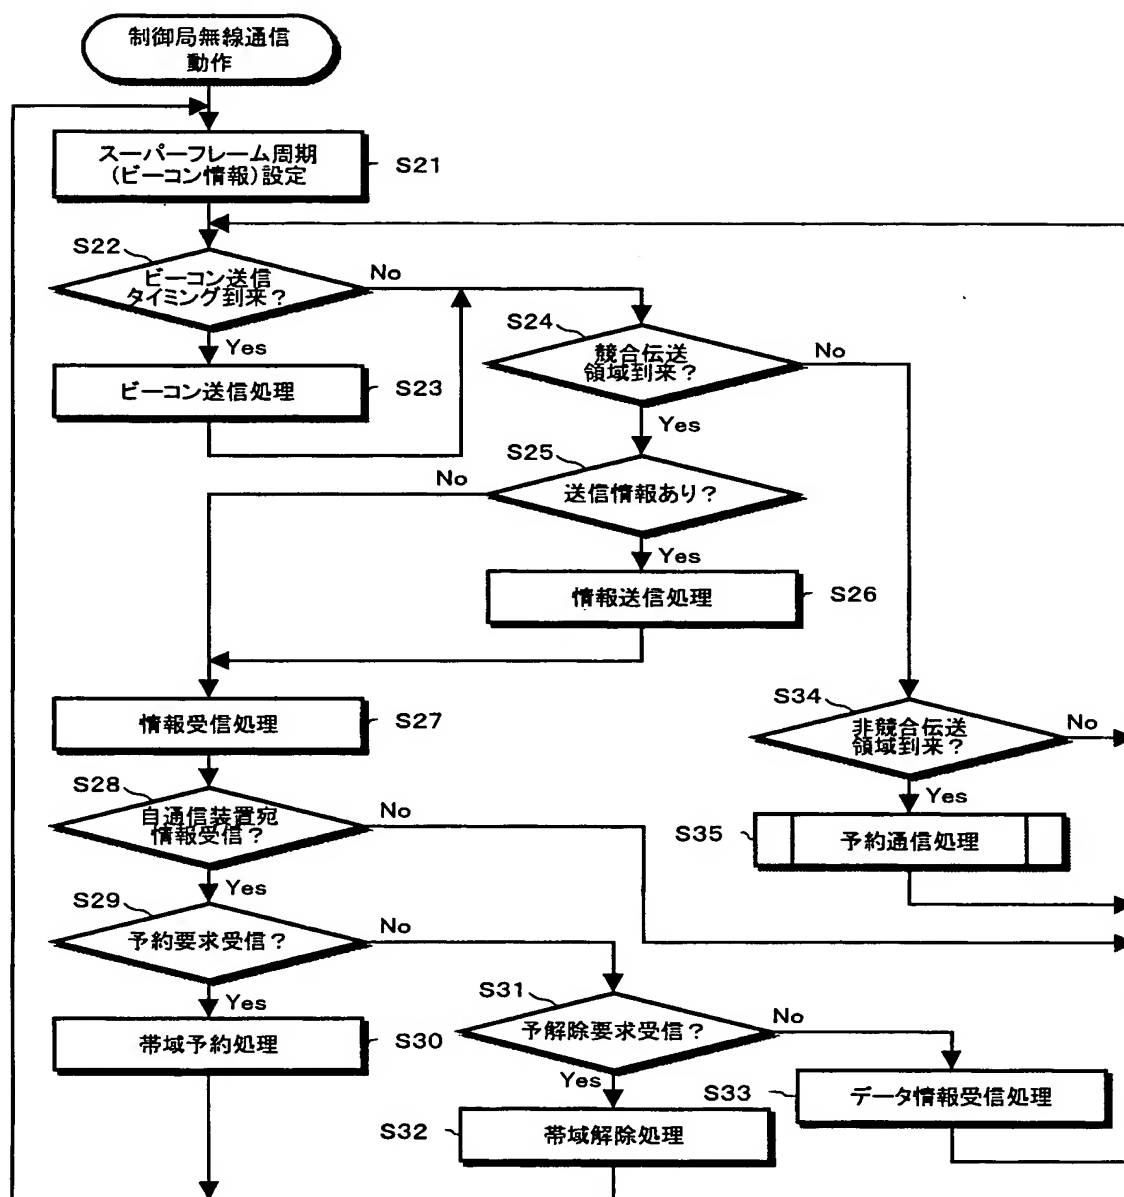 制御局無線通信
動作
スーパーフレーム周期
(ビーコン情報)設定
S21
S22
ビーコン送信
タイミング到来?
No
Yes
ビーコン送信処理
S23
S24
競合伝送
領域到来?
No
Yes
S25
送信情報あり?
No
Yes
情報送信処理
S26
情報受信処理
S27
S28
自通信装置宛
情報受信?
No
Yes
S34
非競合伝送
領域到来?
No
Yes
S35
予約通信処理
S29
予約要求受信?
No
Yes
帯域予約処理
S30
S31
予解除要求受信?
No
Yes
S32
帯域解除処理
S33
データ情報受信処理